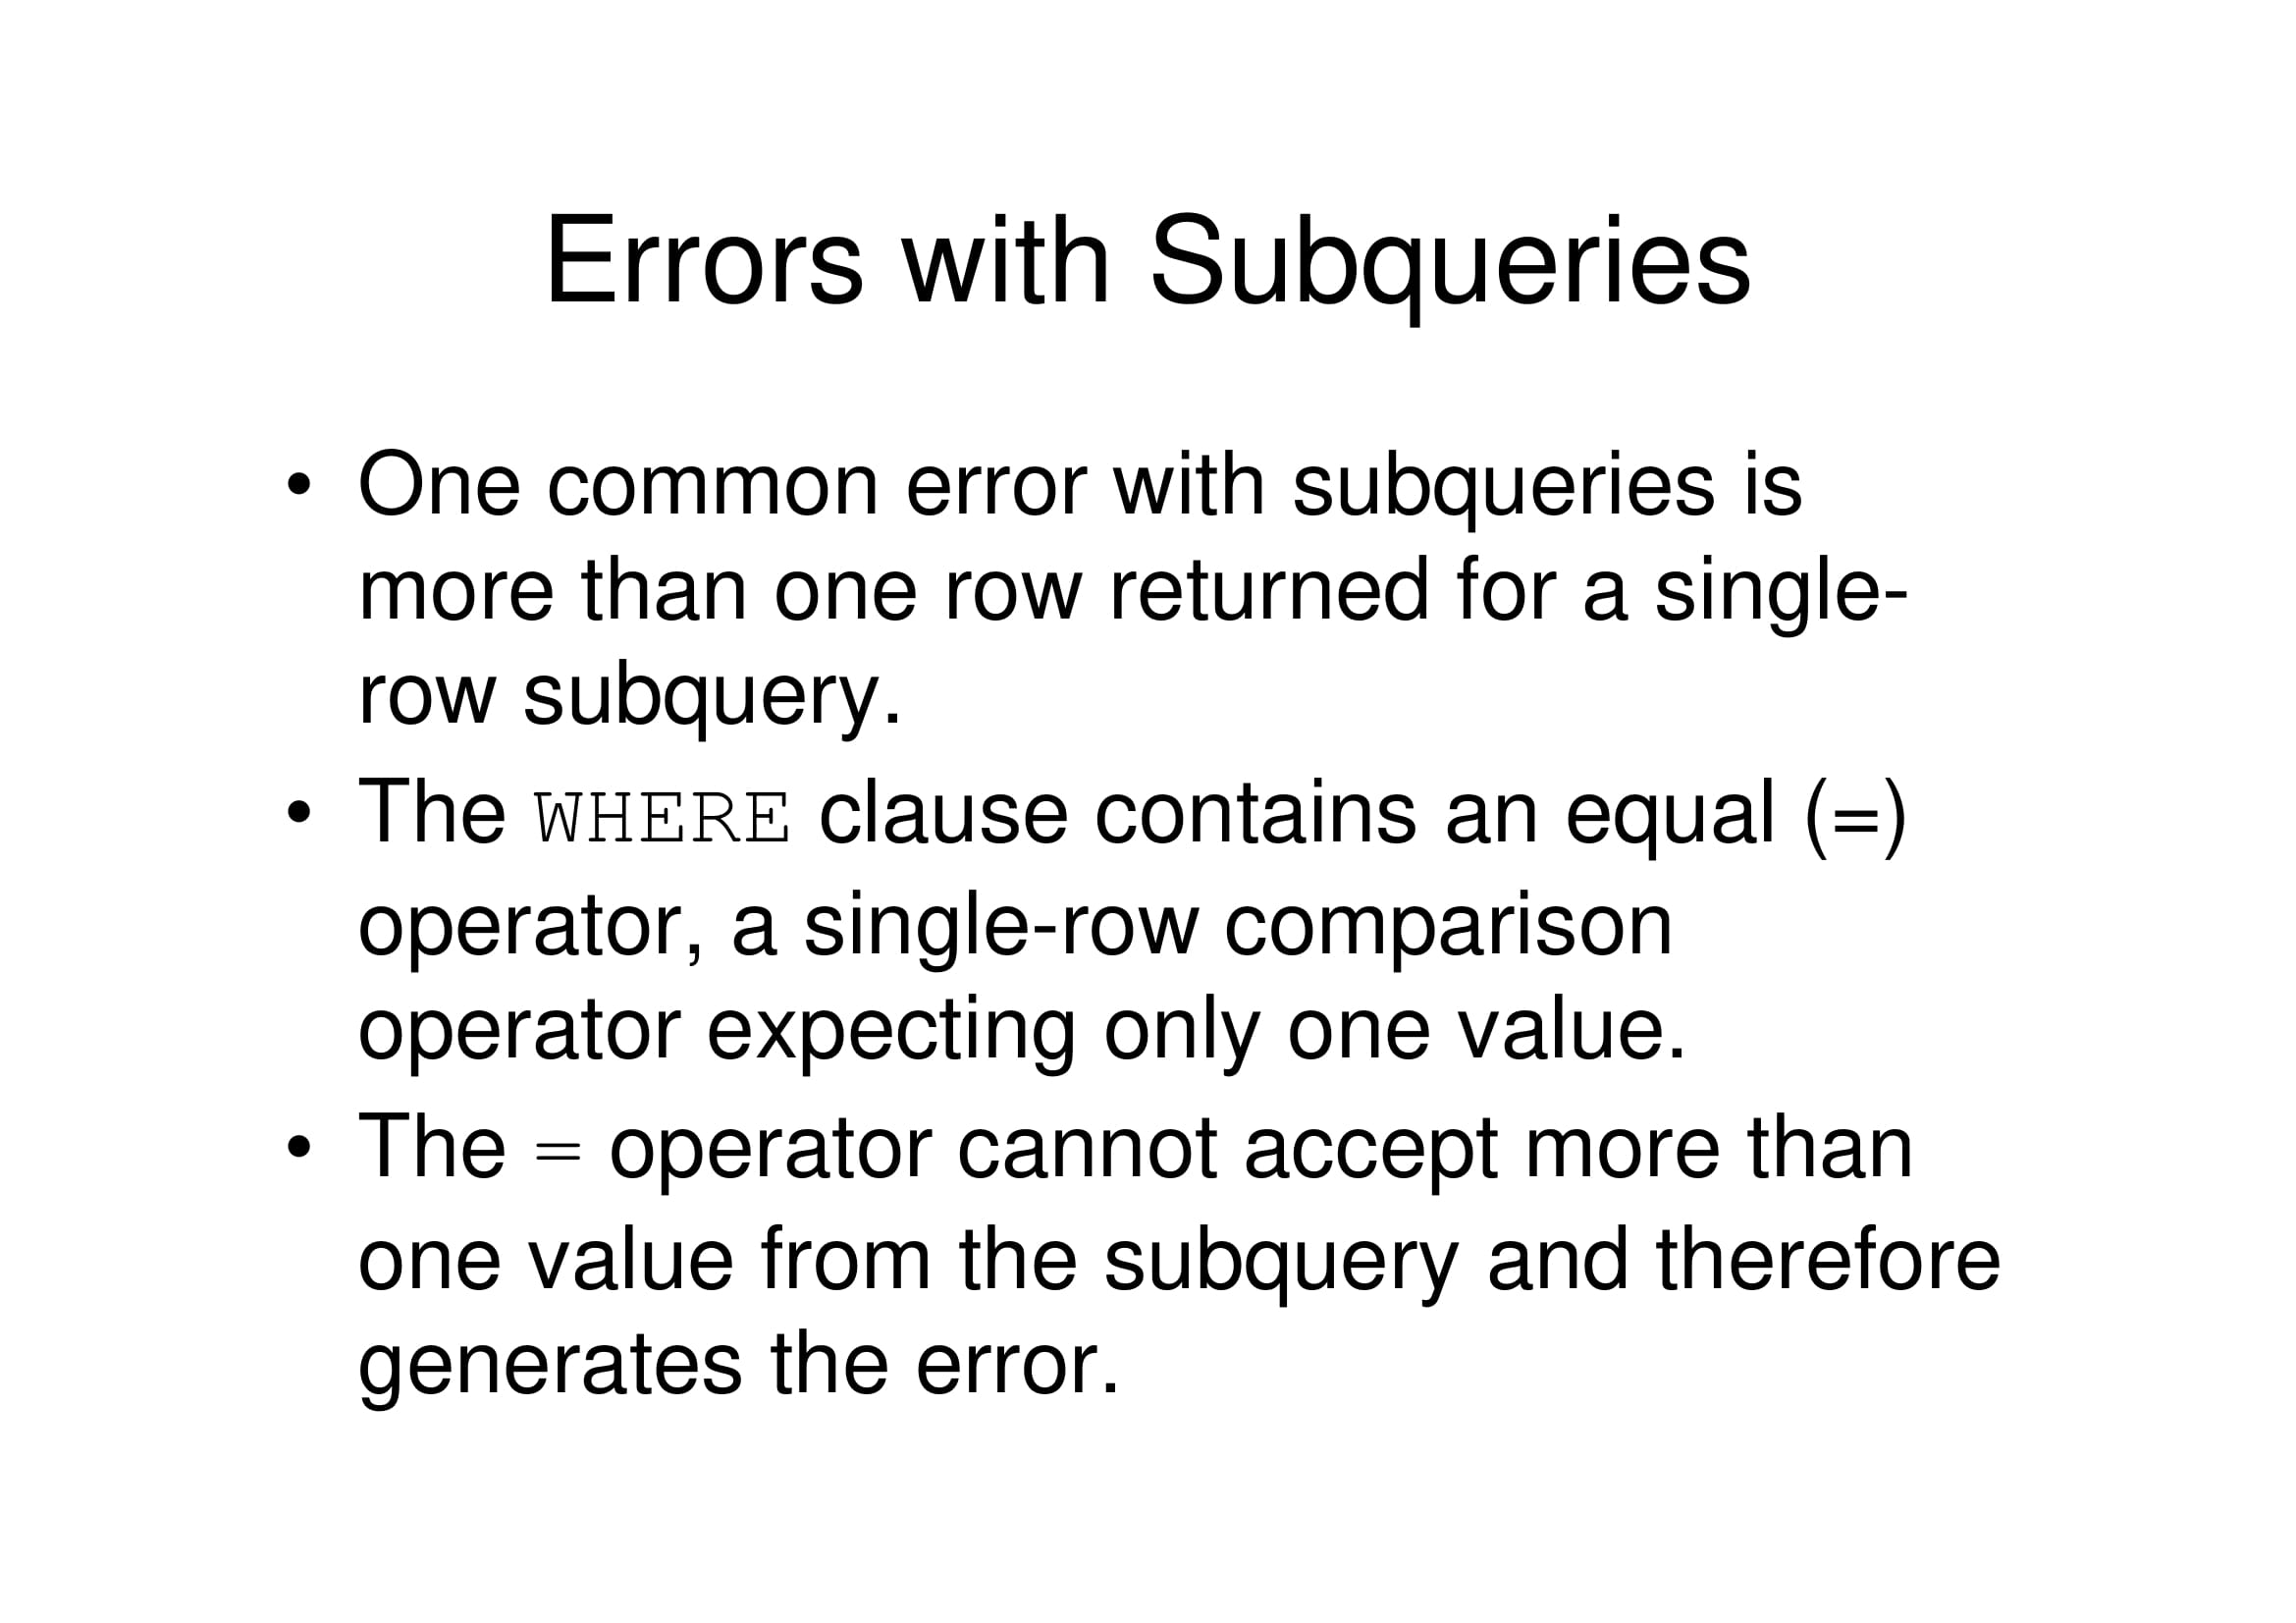 Errors with Subqueries
• One common error with subqueries is
more than one row returned for a single-
row subquery.
• The WHERE clause contains an equal (=)
operator, a single-row comparison
operator expecting only one value.
• The = operator cannot accept more than
one value from the subquery and therefore
generates the error.